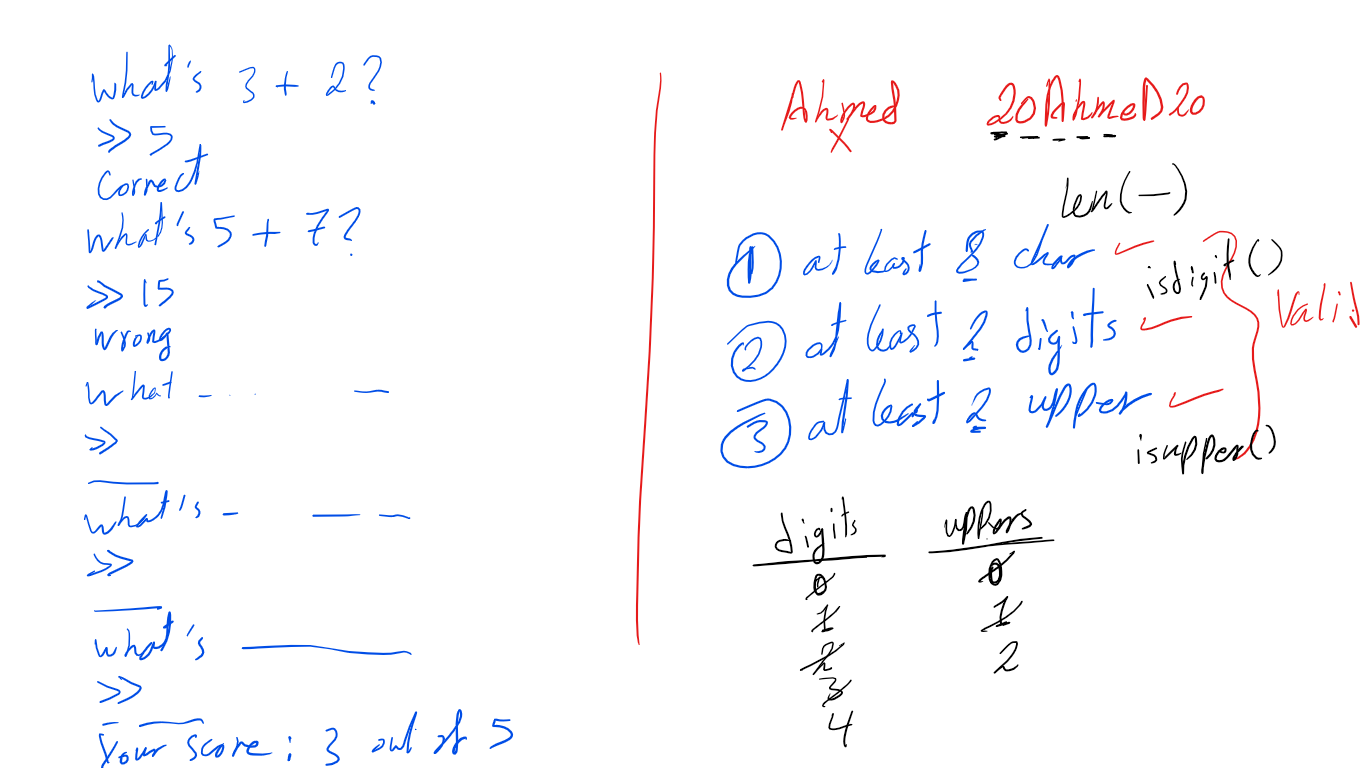 what's 3 + 2?
>> 5
Correct
what's 5 + 7?
>> 15
wrong
what
>>
what's
>>
what's
>>
Your score : 3 out of 5
Ahmed 20AhmeD20
X
len(—)
① at least 8 char
isdigit()
② at least 2 digits
Valid
③ at least 2 upper
isupper()
digits uppers
0 0
1 1
2 2
3
4